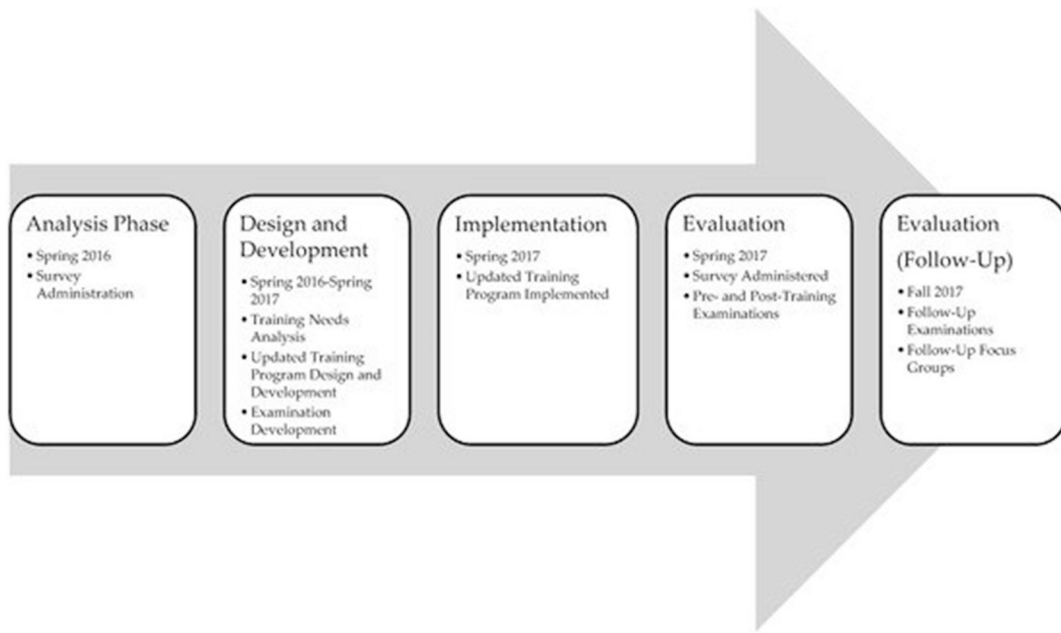 Analysis Phase
• Spring 2016
• Survey
Administration
Design and
Development
• Spring 2016-Spring
2017
• Training Needs
Analysis
• Updated Training
Program Design and
Development
• Examination
Development
Implementation
• Spring 2017
• Updated Training
Program Implemented
Evaluation
• Spring 2017
• Survey Administered
• Pre- and Post-Training
Examinations
Evaluation
(Follow-Up)
• Fall 2017
• Follow-Up
Examinations
• Follow-Up Focus
Groups